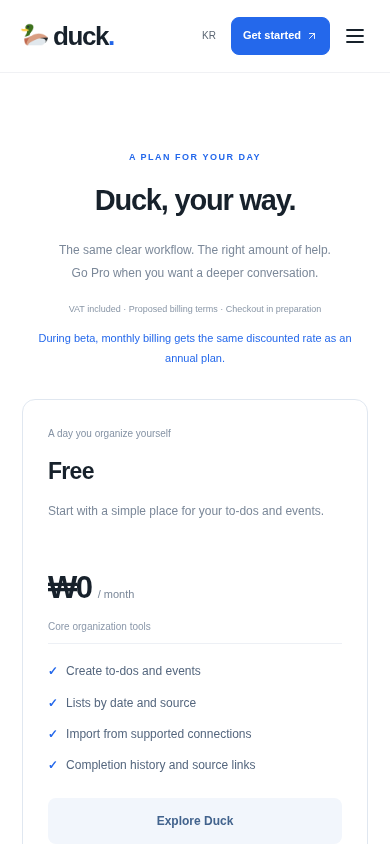 duck.
KR
Get started
A PLAN FOR YOUR DAY
Duck, your way.
The same clear workflow. The right amount of help.
Go Pro when you want a deeper conversation.
VAT included · Proposed billing terms · Checkout in preparation
During beta, monthly billing gets the same discounted rate as an
annual plan.
A day you organize yourself
Free
Start with a simple place for your to-dos and events.
₩0 / month
Core organization tools
✓ Create to-dos and events
✓ Lists by date and source
✓ Import from supported connections
✓ Completion history and source links
Explore Duck